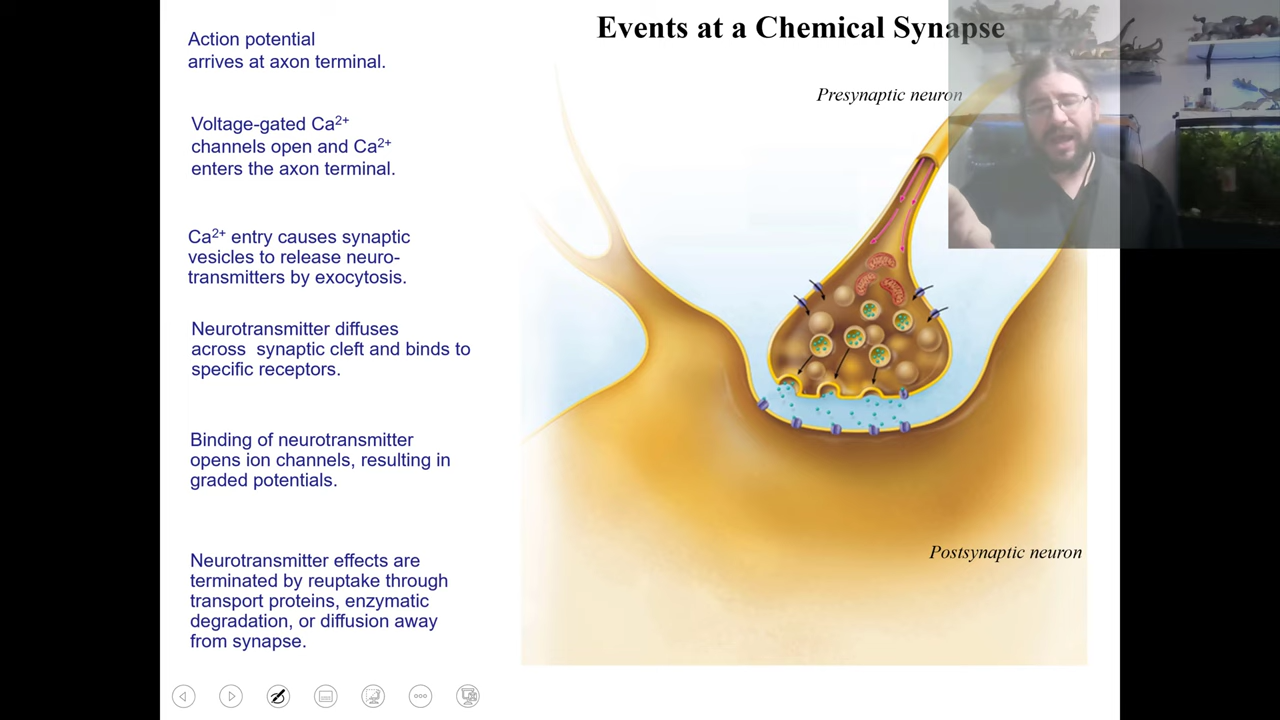 Events at a Chemical Synapse
Action potential
arrives at axon terminal.
Presynaptic neuron
Voltage-gated Ca²⁺
channels open and Ca²⁺
enters the axon terminal.
Ca²⁺ entry causes synaptic
vesicles to release neuro-
transmitters by exocytosis.
Neurotransmitter diffuses
across synaptic cleft and binds to
specific receptors.
Binding of neurotransmitter
opens ion channels, resulting in
graded potentials.
Postsynaptic neuron
Neurotransmitter effects are
terminated by reuptake through
transport proteins, enzymatic
degradation, or diffusion away
from synapse.